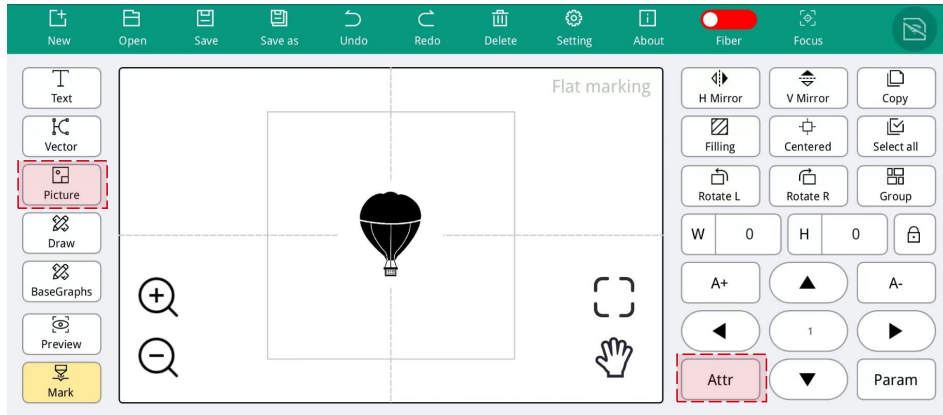 New Open Save Save as Undo Redo Delete Setting About Fiber Focus
Text
Vector
Picture
Draw
BaseGraphs
Preview
Mark
Flat marking
H Mirror V Mirror Copy
Filling Centered Select all
Rotate L Rotate R Group
W 0 H 0
A+ A-
1
Attr Param